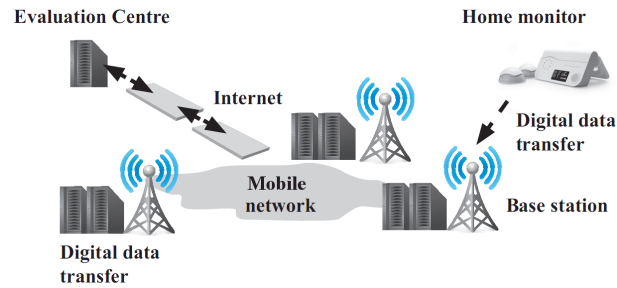 Evaluation Centre
Home monitor
Internet
Digital data
transfer
Mobile
network
Base station
Digital data
transfer